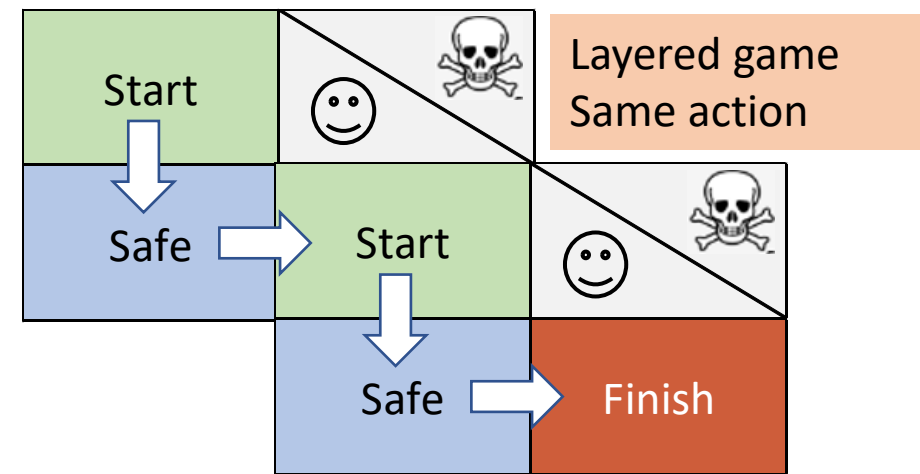 Start
Layered game
Same action
Safe
Start
Safe
Finish